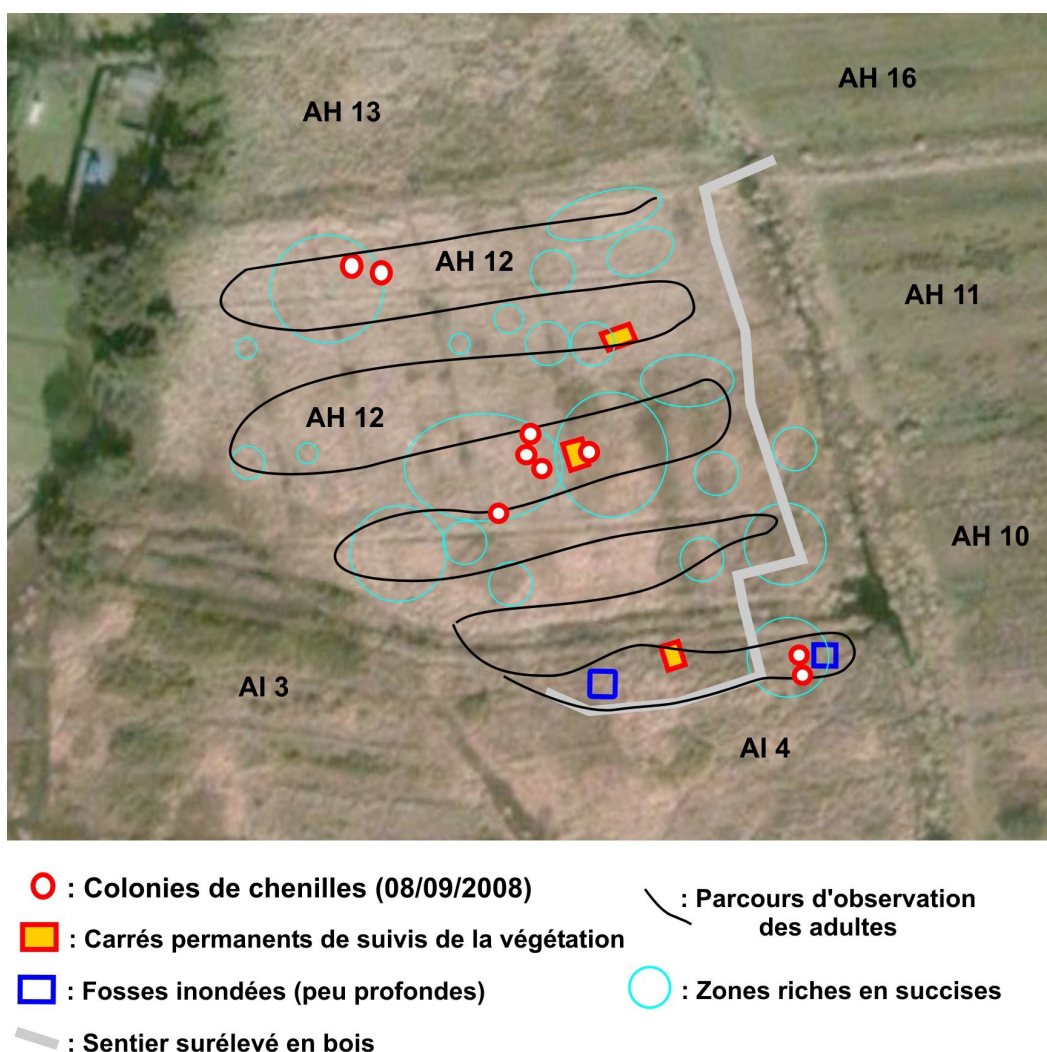 AH 16
AH 13
AH 12
AH 11
AH 12
AH 10
AI 3
AI 4
: Colonies de chenilles (08/09/2008)
: Carrés permanents de suivis de la végétation
: Fosses inondées (peu profondes)
: Sentier surélevé en bois
: Parcours d'observation
des adultes
: Zones riches en succises